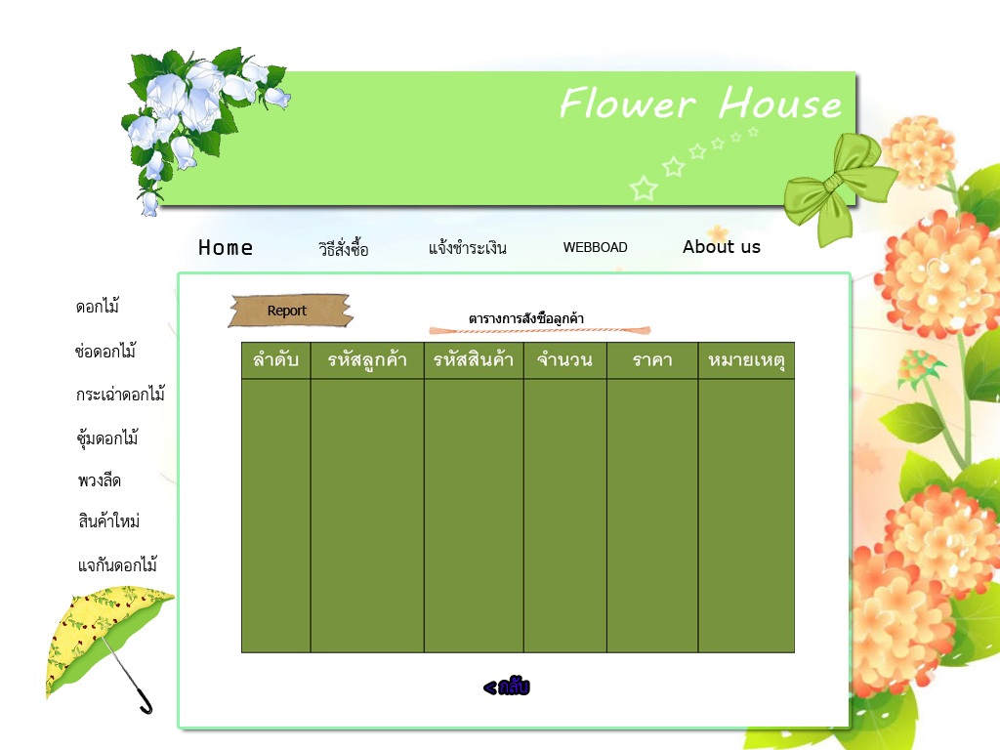 Flower House
Home วิธีสั่งซื้อ แจ้งชำระเงิน WEBBOAD About us
ดอกไม้
ช่อดอกไม้
กระเฉ่าดอกไม้
ซุ้มดอกไม้
พวงลีด
สินค้าใหม่
แจกันดอกไม้
Report
ตารางการสั่งซื้อลูกค้า
ลำดับ รหัสลูกค้า รหัสสินค้า จำนวน ราคา หมายเหตุ
< กลับ